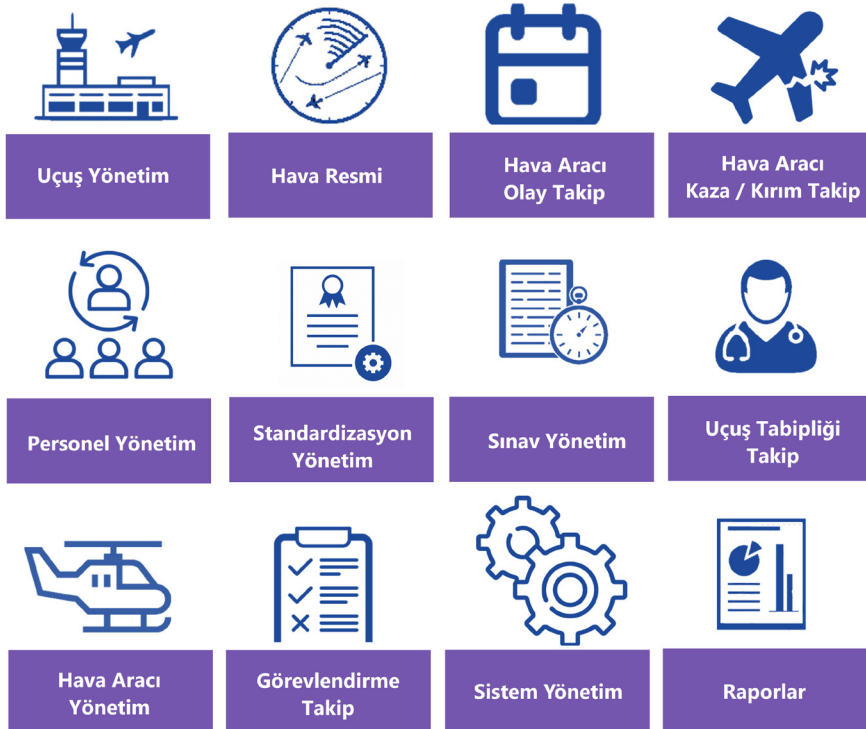 Uçuş Yönetim
Hava Resmi
Hava Aracı
Olay Takip
Hava Aracı
Kaza / Kırım Takip
Personel Yönetim
Standardizasyon
Yönetim
Sınav Yönetim
Uçuş Tabipliği
Takip
Hava Aracı
Yönetim
Görevlendirme
Takip
Sistem Yönetim
Raporlar